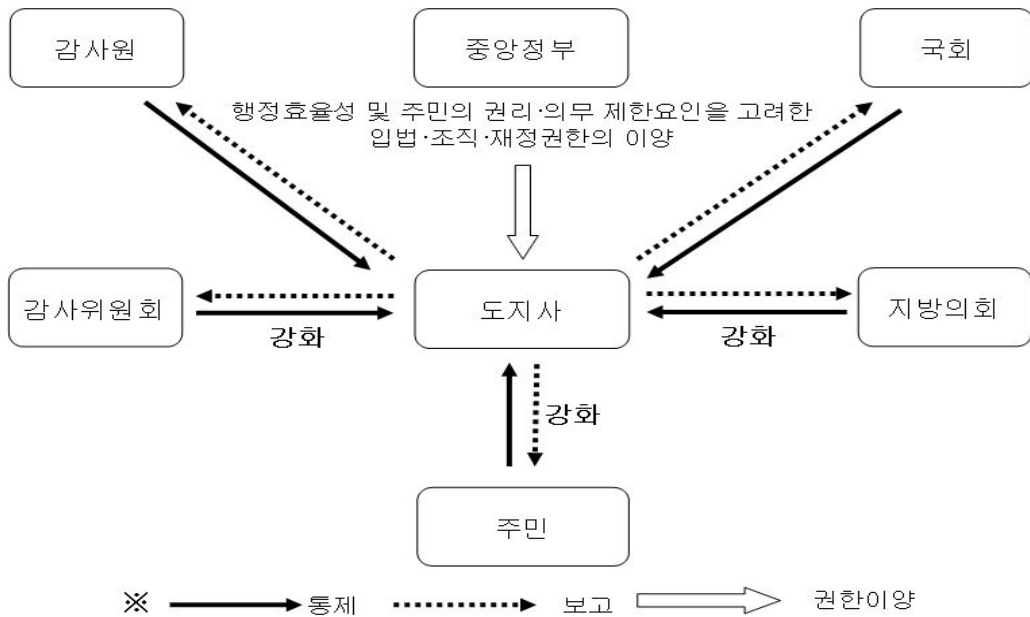 감사원
중앙정부
국회
행정효율성 및 주민의 권리·의무 제한요인을 고려한
입법·조직·재정권한의 이양
감사위원회
강화
도지사
강화
지방의회
강화
주민
※ 통제 보고 권한이양